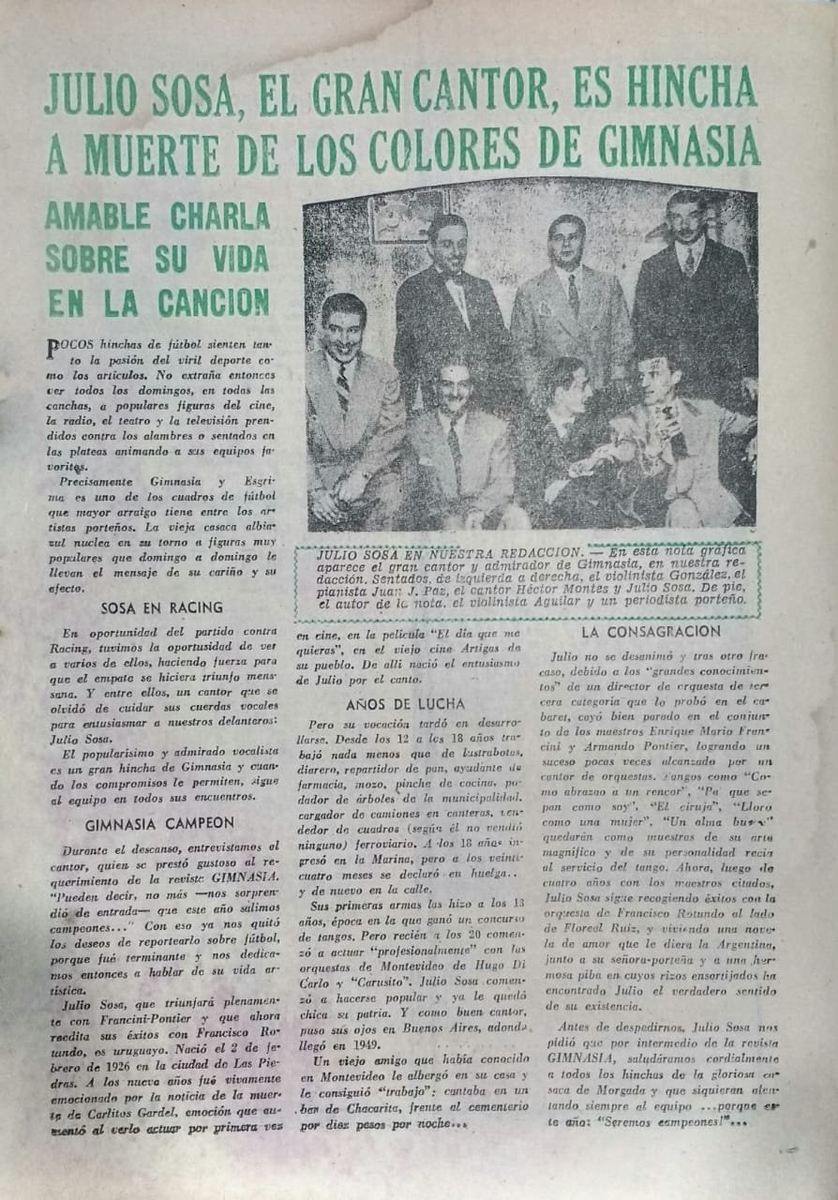 JULIO SOSA, EL GRAN CANTOR, ES HINCHA
A MUERTE DE LOS COLORES DE GIMNASIA
AMABLE CHARLA
SOBRE SU VIDA
EN LA CANCION
POCOS hinchas de fútbol sienten tan-
to la pasión del viril deporte co-
mo los artículos. No extraña entonces
ver todos los domingos, en todas las
canchas, a populares figuras del cine,
la radio, el teatro y la televisión pren-
didos contra los alambres o sentados en
las plateas animando a sus equipos fa-
voritos.
Precisamente Gimnasia y Esgri-
ma es uno de los cuadros de fútbol
que mayor arraigo tiene entre los ar-
tistas porteños. La vieja casaca albia-
zul nuclea en su torno a figuras muy
populares que domingo a domingo le
llevan el mensaje de su cariño y su
efecto.
SOSA EN RACING
En oportunidad del partido contra
Racing, tuvimos la oportusidad de ver
a varios de ellos, haciendo fuerza para
que el empate se hiciera triunfo mens-
sana. Y entre ellos, un cantor que se
olvidó de cuidar sus cuerdas vocales
para entusiasmar a nuestros delanteros:
Julio Sosa.
El popularísimo y admirado vocalista
es un gran hincha de Gimnasia y cuan-
do los compromisos le permiten, sigue
al equipo en todos sus encuentros.
GIMNASIA CAMPEON
Durante el descanso, entrevistamos al
cantor, quien se prestó gustoso al re-
querimiento de la revista GIMNASIA.
"Pueden decir, no más —nos sorpren-
dió de entrada— que este año salimos
campeones..." Con eso ya nos quitó
los deseos de reportearlo sobre fútbol,
porque fué terminante y nos dedica-
mos entonces a hablar de su vida ar-
tística.
Julio Sosa, que triunfará plenamen-
te con Francini-Pontier y que ahora
reedita sus éxitos con Francisco Ro-
tundo, es uruguayo. Nació el 2 de fe-
brero de 1926 en la ciudad de Las Pie-
dras. A los nueve años fué vivamente
emocionado por la noticia de la muer-
te de Carlitos Gardel, emoción que au-
mentó al verlo actuar por primera vez
JULIO SOSA EN NUESTRA REDACCION. — En esta nota gráfica
aparece el gran cantor y admirador de Gimnasia, en nuestra re-
dacción. Sentados, de izquierda a derecha, el violinista González, el
pianista Juan J. Paz, el cantor Héctor Montes y Julio Sosa. De pie,
el autor de la nota, el violinista Aguilar y un periodista porteño.
en cine, en la película "El día que me
quieras", en el viejo cine Artigas de
su pueblo. De allí nació el entusiasmo
de Julio por el canto.
AÑOS DE LUCHA
Pero su vocación tardó en desarro-
llarse. Desde los 12 a los 18 años tra-
bajó nada menos que de lustrabotas,
diarero, repartidor de pan, ayudante de
farmacia, mozo, pinche de cocina, po-
dador de árboles de la municipalidad,
cargador de camiones en canteras, ven-
dedor de cuadros (según él no vendió
ninguno) ferroviario. A los 18 años in-
gresó en la Marina, pero a los veinti-
cuatro meses se declaró en huelga..
y de nuevo en la calle.
Sus primeras armas las hizo a los 13
años, época en la que ganó un concurso
de tangos. Pero recién a los 20 comen-
zó a actuar "profesionalmente" con las
orquestas de Montevideo de Hugo Di
Carlo y "Carusito". Julio Sosa comen-
zó a hacerse popular y ya le quedó
chica su patria. Y como buen cantor,
puso sus ojos en Buenos Aires, adonde
llegó en 1949.
Un viejo amigo que había conocido
en Montevideo le albergó en su casa y
le consiguió "trabajo"; cantaba en un
bar de Chacarita, frente al cementerio
por diez pesos por noche...
LA CONSAGRACION
Julio no se desanimó y tras otro fra-
caso, debido a los "grandes conocimien-
tos" de un director de orquesta de ter-
cera categoría que lo probó en el ca-
baret, cayó bien parado en el conjun-
to de los maestros Enrique Mario Fran-
cini y Armando Pontier, logrando un
suceso pocas veces alcanzado por un
cantor de orquestas. Tangos como "Co-
mo abrazao a un rencor", "Pa' que se-
pan como soy", "El ciruja", "Lloro
como una mujer", "Un alma buena"
quedarán como muestras de su arte
magnífico y de su personalidad recia
al servicio del tango. Ahora, luego de
cuatro años con los maestros citados,
Julio Sosa sigue recogiendo éxitos con la
orquesta de Francisco Rotundo al lado
de Floreal Ruiz, y viviendo una nove-
la de amor que le diera la Argentina,
junto a su señora-porteña y a una her-
mosa piba en cuyos rizos ensortijados ha
encontrado Julio el verdadero sentido
de su existencia.
Antes de despedirnos, Julio Sosa nos
pidió que por intermedio de la revista
GIMNASIA, saludáramos cordialmente
a todos los hinchas de la gloriosa ca-
saca de Morgada y que siguieran alen-
tando siempre al equipo ...porque es-
te año: "Seremos campeones!"...